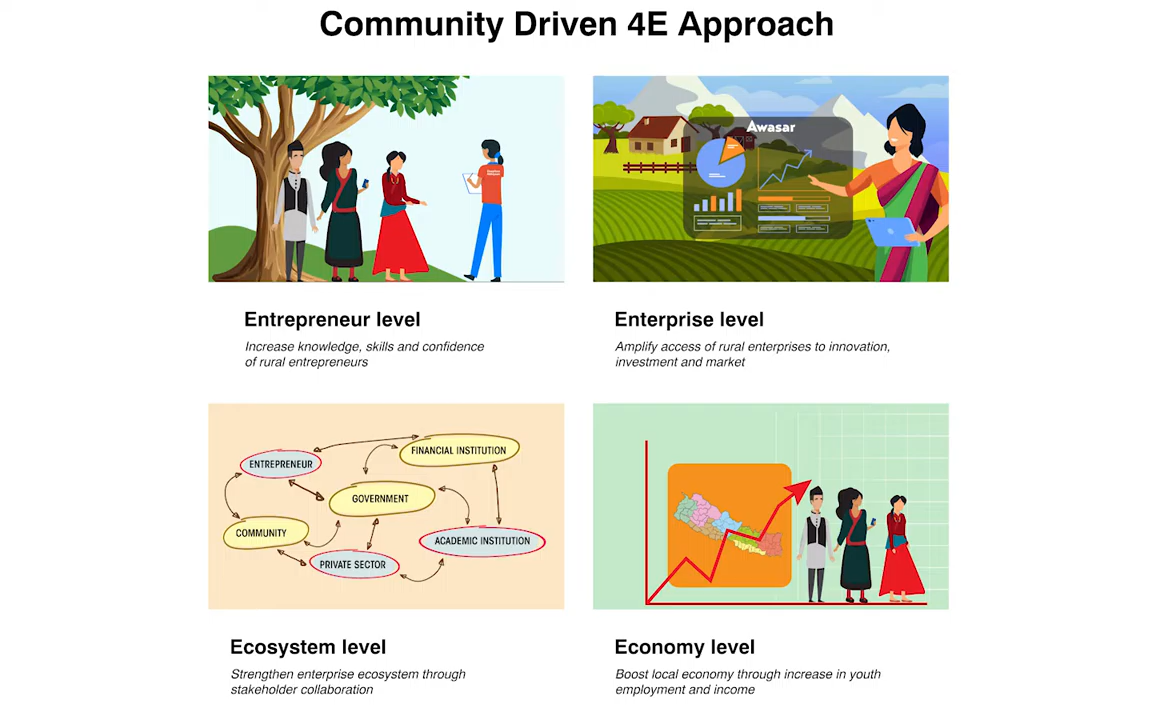 Community Driven 4E Approach
Awasar
Entrepreneur level
Increase knowledge, skills and confidence
of rural entrepreneurs
Enterprise level
Amplify access of rural enterprises to innovation,
investment and market
ENTREPRENEUR
FINANCIAL INSTITUTION
GOVERNMENT
COMMUNITY
ACADEMIC INSTITUTION
PRIVATE SECTOR
Ecosystem level
Strengthen enterprise ecosystem through
stakeholder collaboration
Economy level
Boost local economy through increase in youth
employment and income